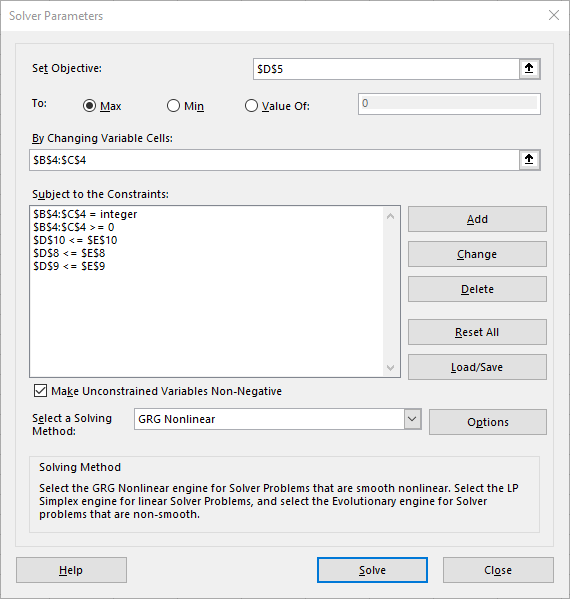 Solver Parameters
Set Objective:
$D$5
To:
Max
Min
Value Of:
0
By Changing Variable Cells:
$B$4:$C$4
Subject to the Constraints:
$B$4:$C$4 = integer
$B$4:$C$4 >= 0
$D$10 <= $E$10
$D$8 <= $E$8
$D$9 <= $E$9
Add
Change
Delete
Reset All
Load/Save
Make Unconstrained Variables Non-Negative
Select a Solving
Method:
GRG Nonlinear
Options
Solving Method
Select the GRG Nonlinear engine for Solver Problems that are smooth nonlinear. Select the LP
Simplex engine for linear Solver Problems, and select the Evolutionary engine for Solver
problems that are non-smooth.
Help
Solve
Close